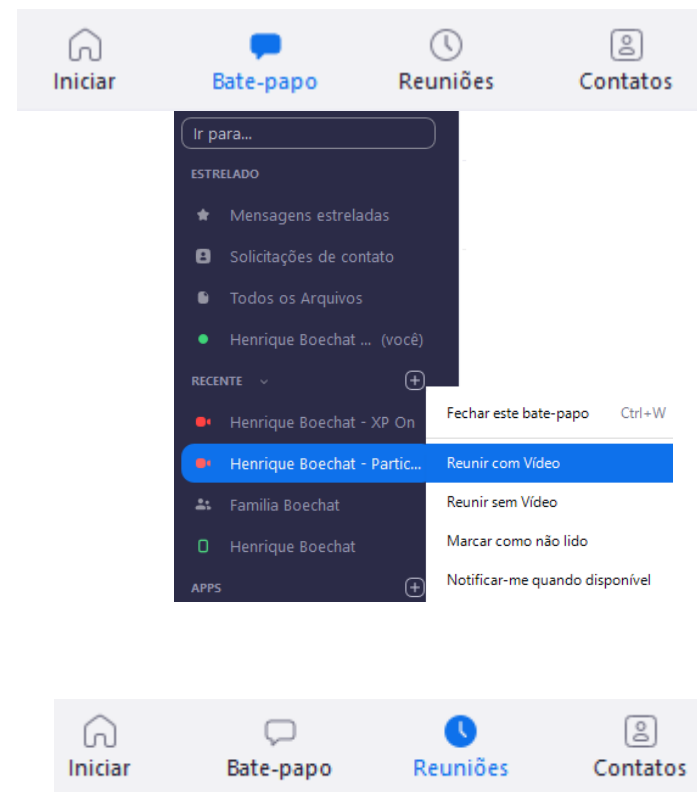 Iniciar Bate-papo Reuniões Contatos
Ir para...
ESTRELADO
Mensagens estreladas
Solicitações de contato
Todos os Arquivos
Henrique Boechat ... (você)
RECENTE
Henrique Boechat - XP On
Henrique Boechat - Partic...
Familia Boechat
Henrique Boechat
APPS
Fechar este bate-papo Ctrl+W
Reunir com Vídeo
Reunir sem Vídeo
Marcar como não lido
Notificar-me quando disponível
Iniciar Bate-papo Reuniões Contatos